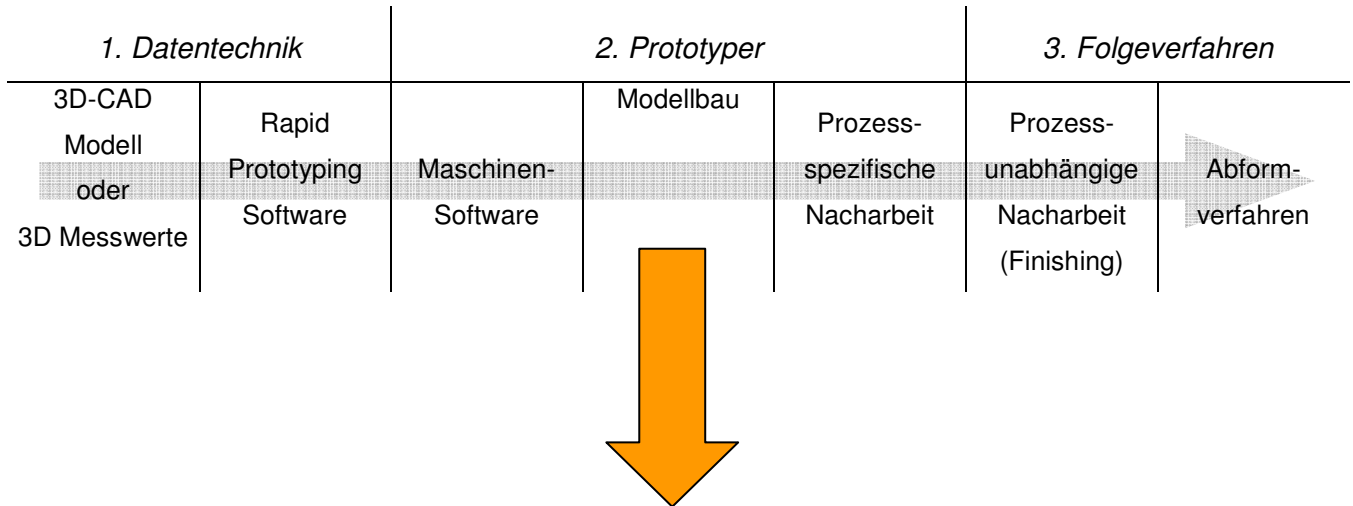 1. Datentechnik
2. Prototyper
3. Folgeverfahren
3D-CAD
Modell
oder
3D Messwerte
Rapid
Prototyping
Software
Maschinen-
Software
Modellbau
Prozess-
spezifische
Nacharbeit
Prozess-
unabhängige
Nacharbeit
(Finishing)
Abform-
verfahren